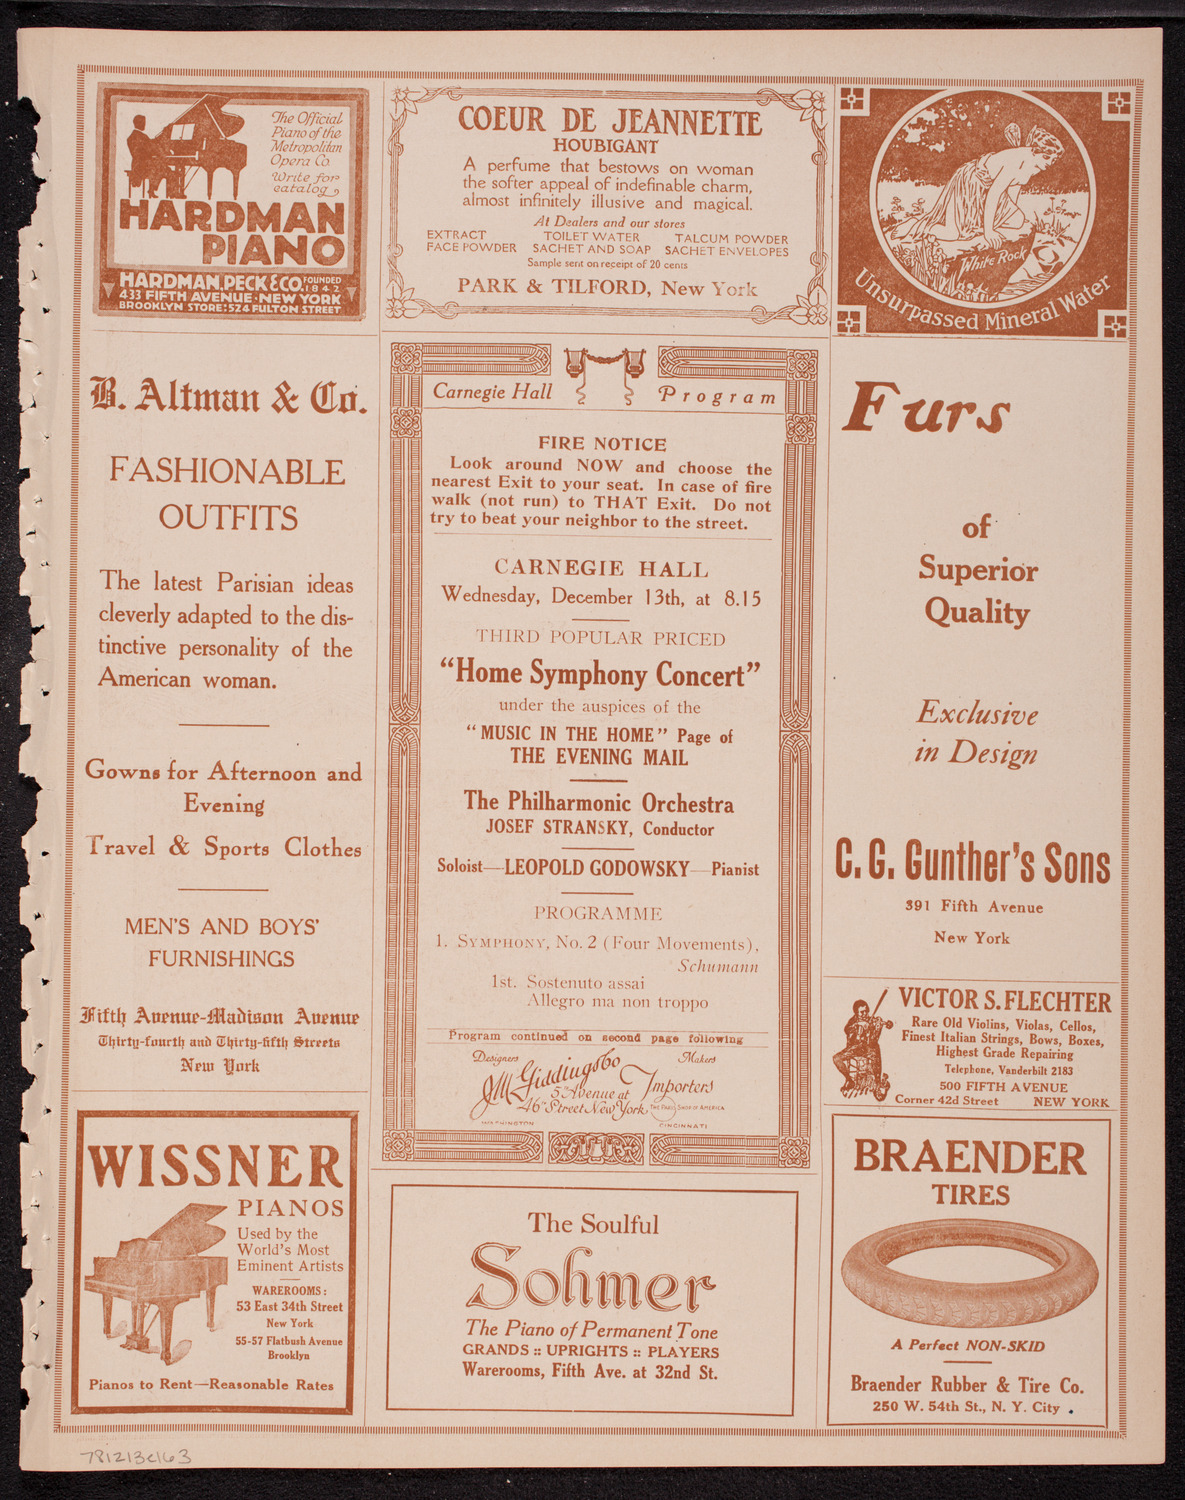 The Official
Piano of the
Metropolitan
Opera Co.
Write for
catalog
HARDMAN
PIANO
HARDMAN, PECK & CO. FOUNDED 1842
433 FIFTH AVENUE · NEW YORK
BROOKLYN STORE: 524 FULTON STREET
COEUR DE JEANNETTE
HOUBIGANT
A perfume that bestows on woman
the softer appeal of indefinable charm,
almost infinitely illusive and magical.
At Dealers and our stores
EXTRACT TOILET WATER TALCUM POWDER
FACE POWDER SACHET AND SOAP SACHET ENVELOPES
Sample sent on receipt of 20 cents
PARK & TILFORD, New York
White Rock
Unsurpassed Mineral Water
B. Altman & Co.
FASHIONABLE
OUTFITS
The latest Parisian ideas
cleverly adapted to the dis-
tinctive personality of the
American woman.
Gowns for Afternoon and
Evening
Travel & Sports Clothes
MEN'S AND BOYS'
FURNISHINGS
Fifth Avenue-Madison Avenue
Thirty-fourth and Thirty-fifth Streets
New York
Carnegie Hall Program
FIRE NOTICE
Look around NOW and choose the
nearest Exit to your seat. In case of fire
walk (not run) to THAT Exit. Do not
try to beat your neighbor to the street.
CARNEGIE HALL
Wednesday, December 13th, at 8.15
THIRD POPULAR PRICED
"Home Symphony Concert"
under the auspices of the
"MUSIC IN THE HOME" Page of
THE EVENING MAIL
The Philharmonic Orchestra
JOSEF STRANSKY, Conductor
Soloist—LEOPOLD GODOWSKY—Pianist
PROGRAMME
1. SYMPHONY, No. 2 (Four Movements),
Schumann
1st. Sostenuto assai
Allegro ma non troppo
Program continued on second page following
Designers Makers
J.M. Gidding & Co Importers
5th Avenue at
46th Street New York THE PARIS SHOP OF AMERICA
WASHINGTON CINCINNATI
Furs
of
Superior
Quality
Exclusive
in Design
C. G. Gunther's Sons
391 Fifth Avenue
New York
VICTOR S. FLECHTER
Rare Old Violins, Violas, Cellos,
Finest Italian Strings, Bows, Boxes,
Highest Grade Repairing
Telephone, Vanderbilt 2183
500 FIFTH AVENUE
Corner 42d Street NEW YORK
WISSNER
PIANOS
Used by the
World's Most
Eminent Artists
WAREROOMS:
53 East 34th Street
New York
55-57 Flatbush Avenue
Brooklyn
Pianos to Rent—Reasonable Rates
The Soulful
Sohmer
The Piano of Permanent Tone
GRANDS :: UPRIGHTS :: PLAYERS
Warerooms, Fifth Ave. at 32nd St.
BRAENDER
TIRES
A Perfect NON-SKID
Braender Rubber & Tire Co.
250 W. 54th St., N. Y. City
781213c163